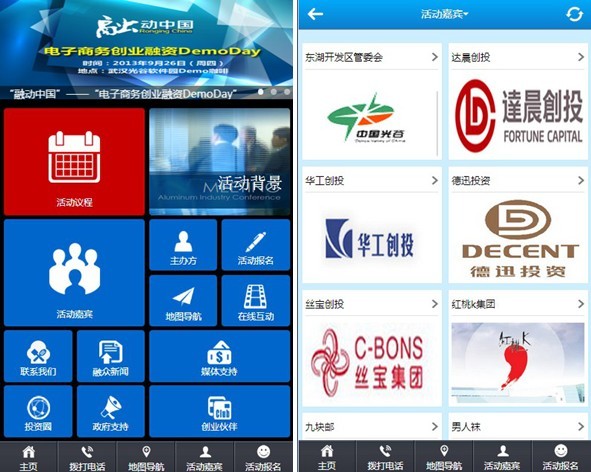 融动中国
Ronging China
电子商务创业融资DemoDay
时间：2013年9月26日（周四）
地点：武汉光谷软件园Demo咖啡
“融动中国”——“电子商务创业融资DemoDay”
活动议程
活动背景
Aluminum Industry Conference
活动嘉宾
主办方
活动报名
地图导航
在线互动
联系我们
融众新闻
媒体支持
投资圈
政府支持
Club
创业伙伴
主页
拨打电话
地图导航
活动嘉宾
活动报名
活动嘉宾
东湖开发区管委会
达晨创投
中国光谷
Optics Valley of China
達晨創投
FORTUNE CAPITAL
华工创投
德迅投资
华工创投
DECENT
德迅投资
丝宝创投
红桃k集团
C-BONS
丝宝集团
红桃K
九块邮
男人袜
主页
拨打电话
地图导航
活动嘉宾
活动报名